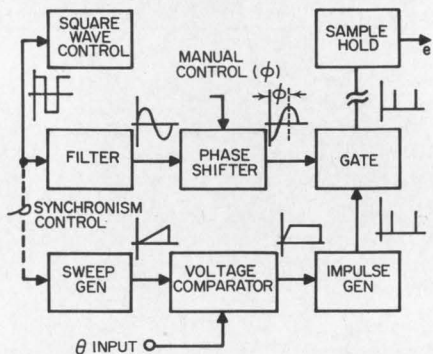 SQUARE
WAVE
CONTROL
SAMPLE
HOLD
e
MANUAL
CONTROL (ϕ)
ϕ
FILTER
PHASE
SHIFTER
GATE
SYNCHRONISM
CONTROL
SWEEP
GEN
VOLTAGE
COMPARATOR
IMPULSE
GEN
θ INPUT